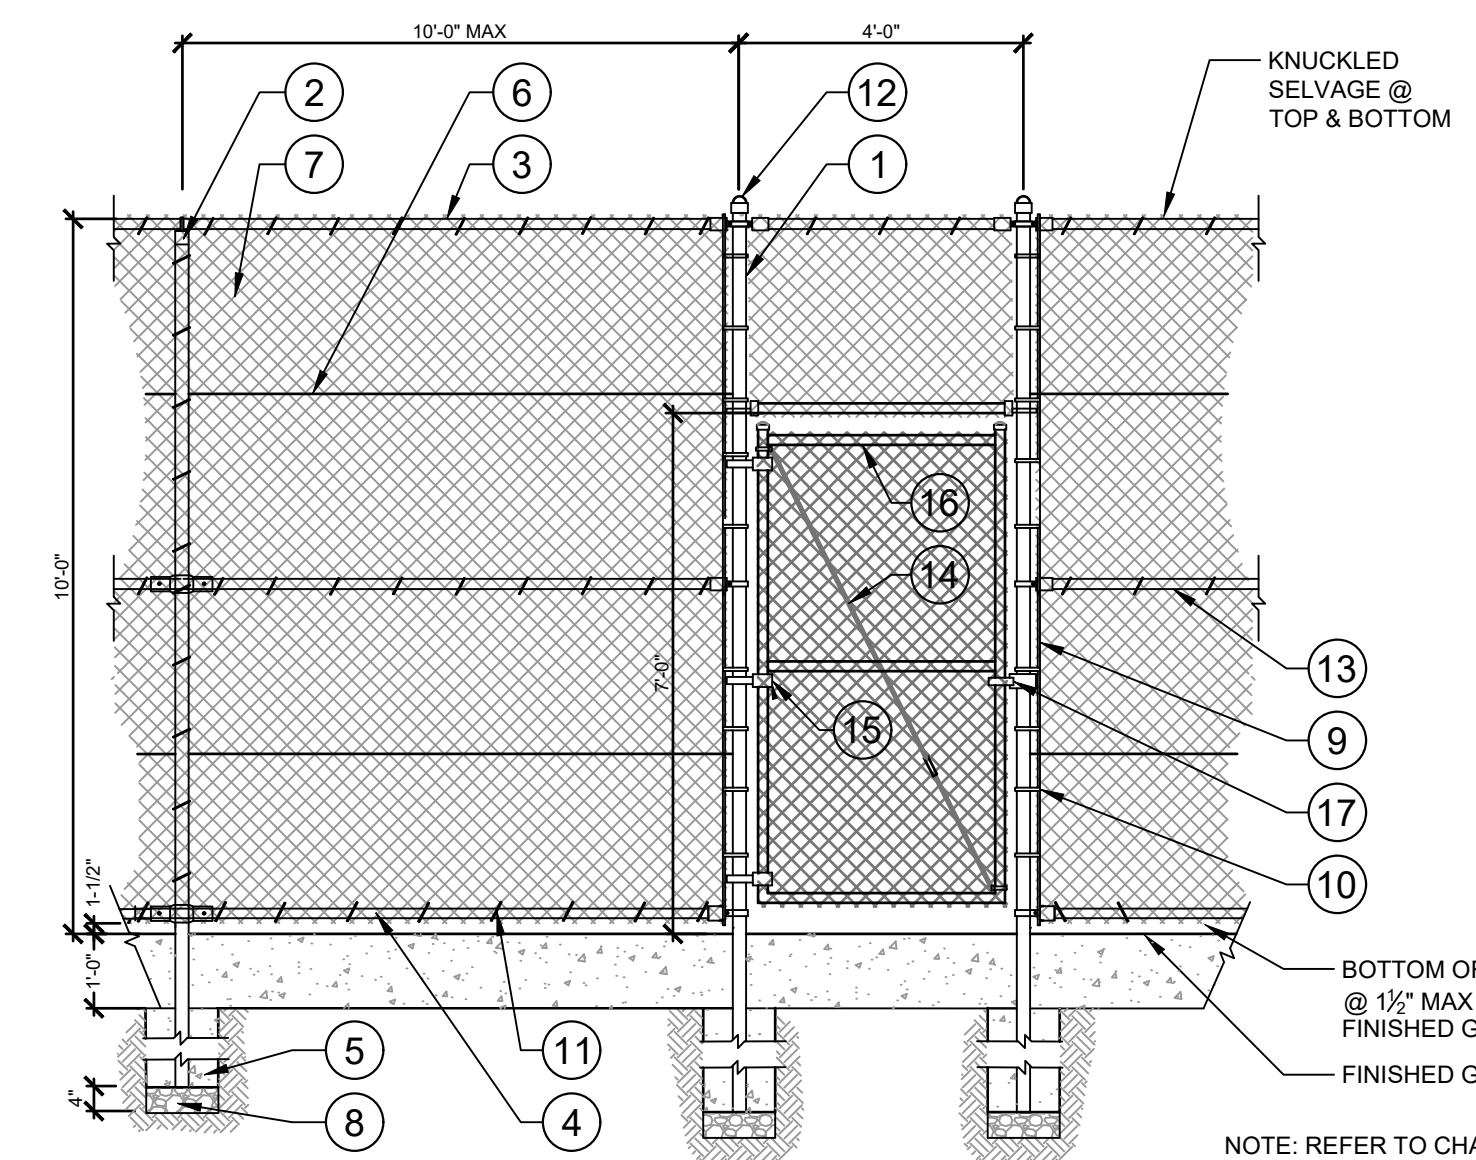 10'-0" MAX
4'-0"
KNUCKLED
SELVAGE @
TOP & BOTTOM
2
6
12
7
3
1
10'-0"
16
14
7'-0"
13
15
9
17
10
1-1/2"
1'-0"
BOTTOM OF
@ 1½" MAX
FINISHED G
5
11
FINISHED G
4"
8
4
NOTE: REFER TO CHA